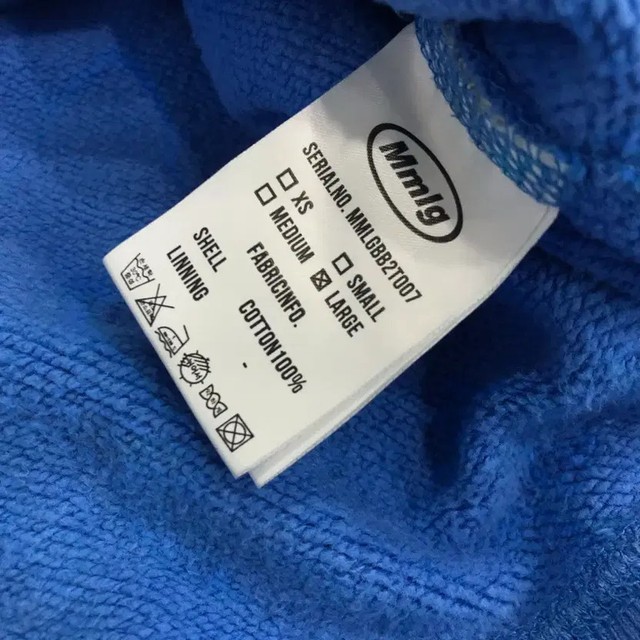 Mmlg
SERIALNO. MMLGBB2T007
XS
SMALL
MEDIUM
LARGE
FABRICINFO.
SHELL
COTTON100%
LINNING
-